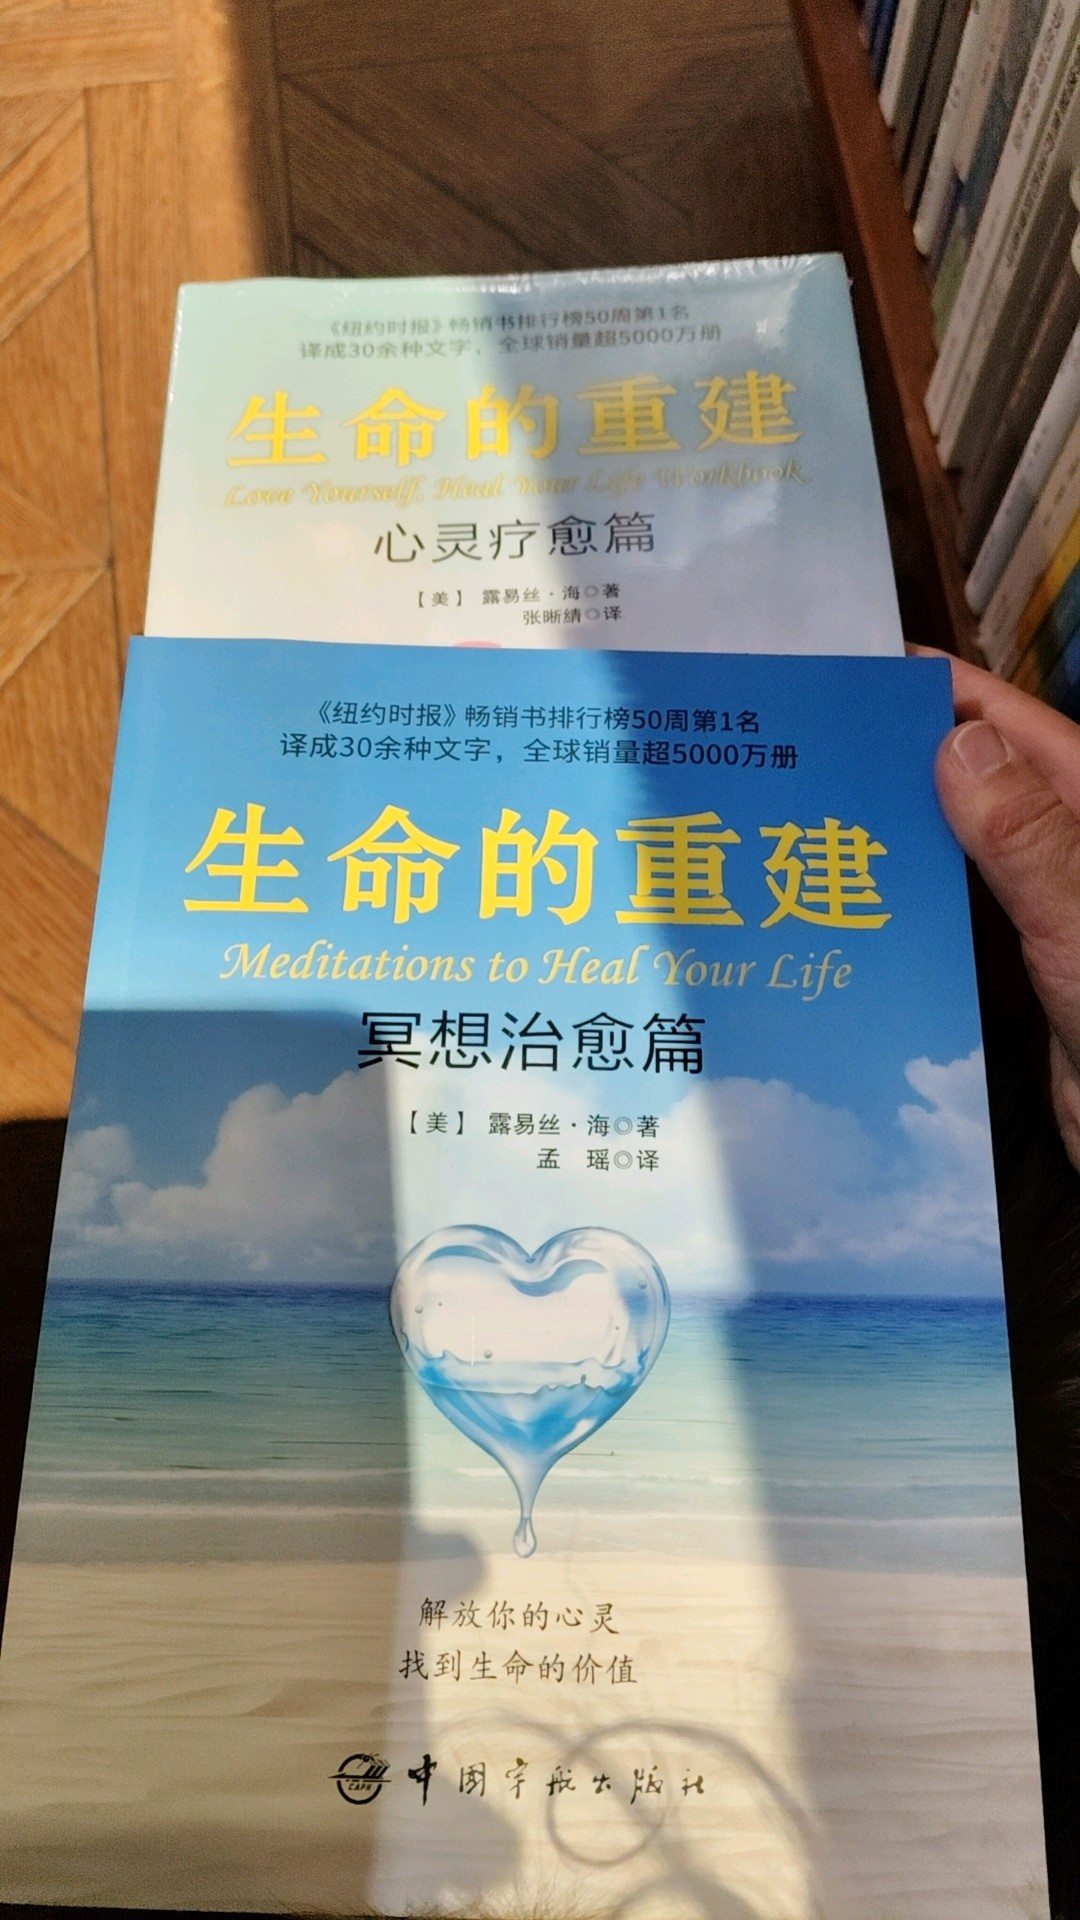 《纽约时报》畅销书排行榜50周第1名
译成30余种文字，全球销量超5000万册
生命的重建
Love Yourself, Heal Your Life Workbook
心灵疗愈篇
【美】 露易丝·海◎著
张晰綪◎译
《纽约时报》畅销书排行榜50周第1名
译成30余种文字，全球销量超5000万册
生命的重建
Meditations to Heal Your Life
冥想治愈篇
【美】 露易丝·海◎著
孟 瑶◎译
解放你的心灵
找到生命的价值
CAPH 中国宇航出版社